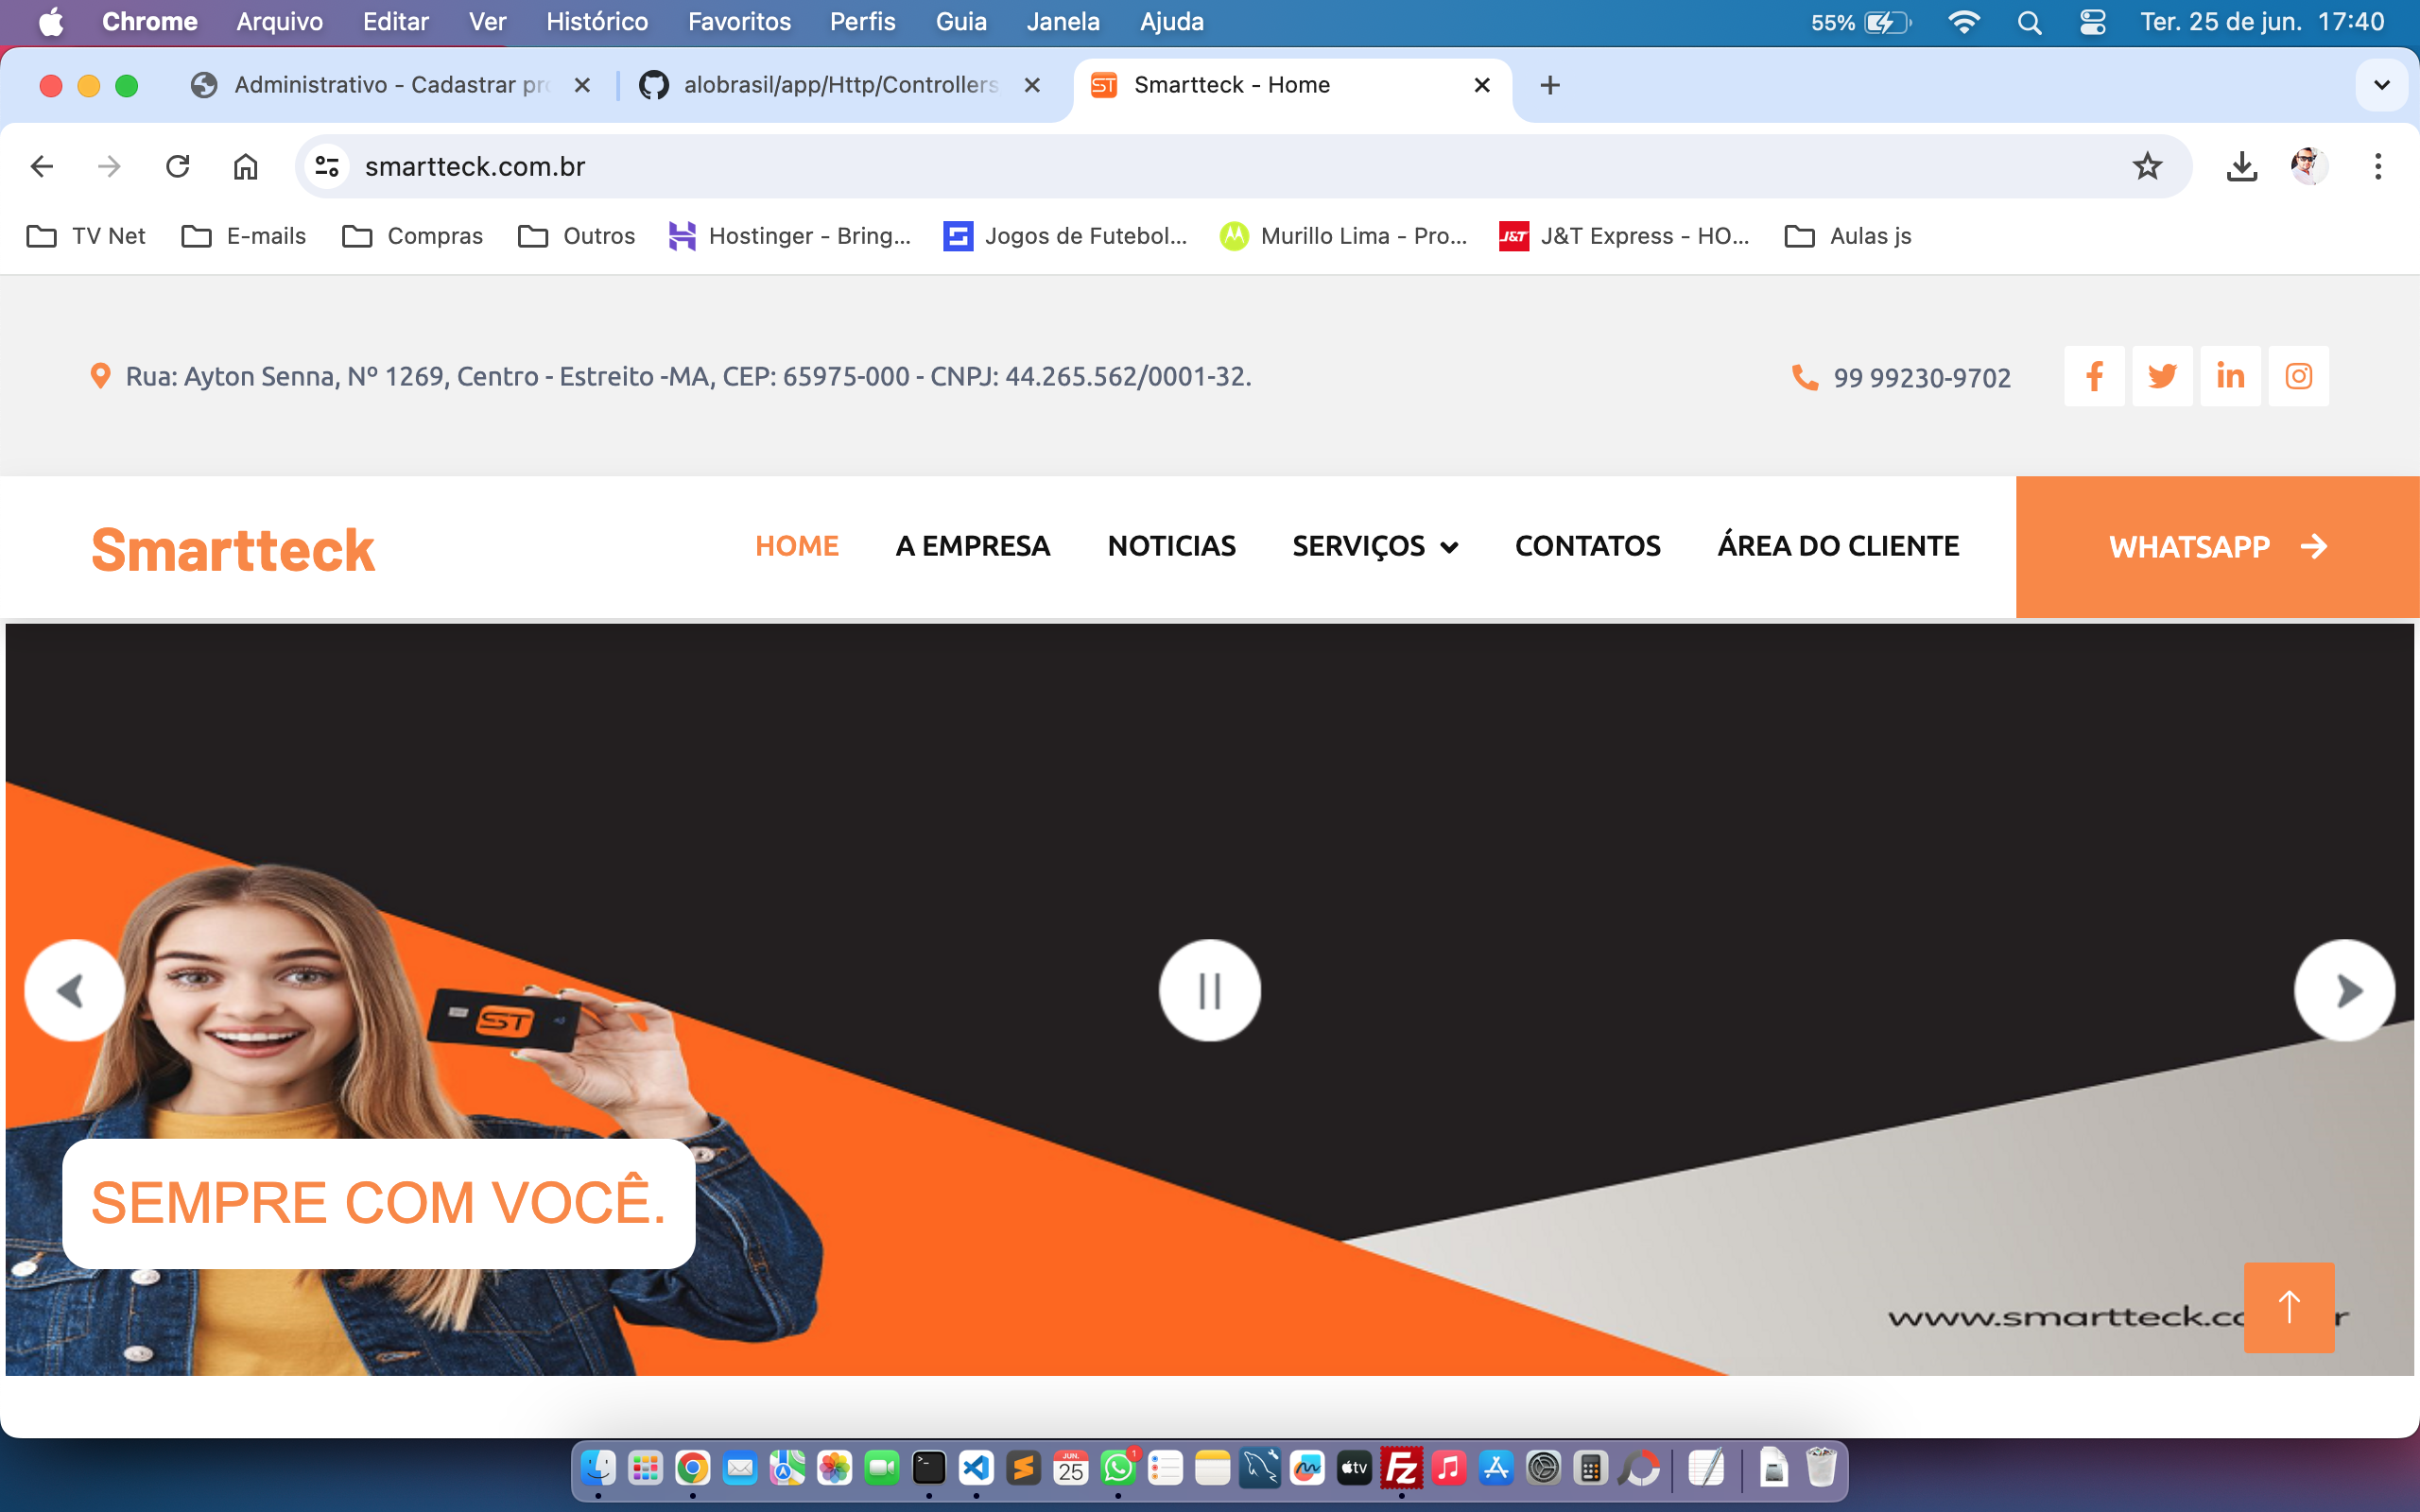 Chrome Arquivo Editar Ver Histórico Favoritos Perfis Guia Janela Ajuda 55% Ter. 25 de jun. 17:40
Administrativo - Cadastrar alobrasil/app/Http/Controllers Smartteck - Home
smartteck.com.br
TV Net E-mails Compras Outros Hostinger - Bring... Jogos de Futebol... Murillo Lima - Pro... J&T Express - HO... Aulas js
Rua: Ayton Senna, Nº 1269, Centro - Estreito -MA, CEP: 65975-000 - CNPJ: 44.265.562/0001-32. 99 99230-9702
Smartteck HOME A EMPRESA NOTICIAS SERVIÇOS CONTATOS ÁREA DO CLIENTE WHATSAPP
ST
SEMPRE COM VOCÊ.
www.smartteck.c
JUN. 25 1 tv Fz